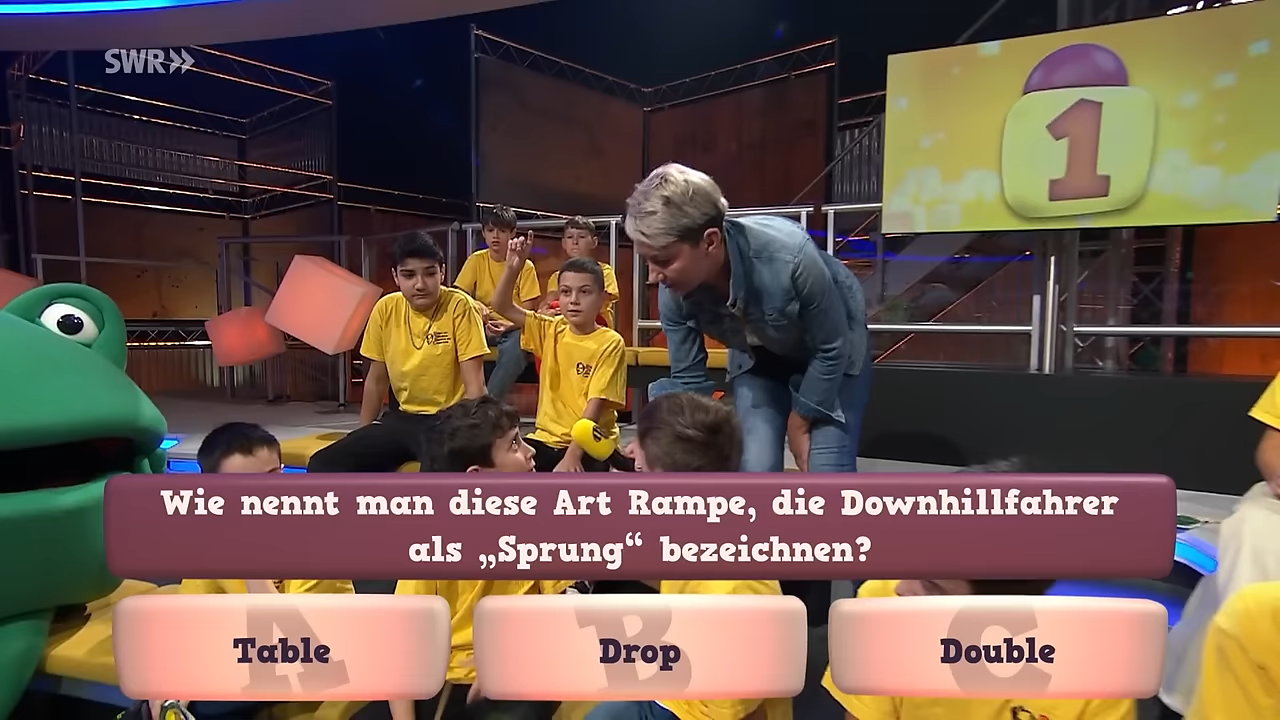 SWR»
1
Wie nennt man diese Art Rampe, die Downhillfahrer
als „Sprung“ bezeichnen?
A Table
B Drop
C Double